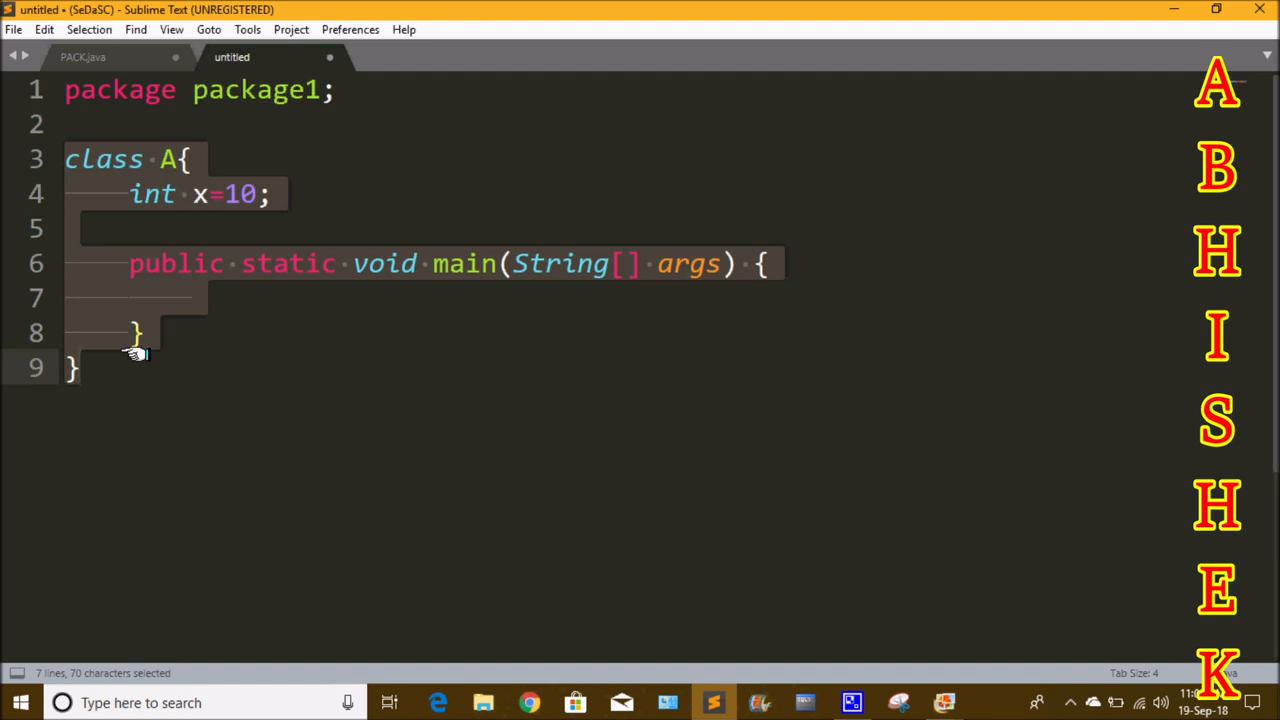 untitled • (SeDaSC) - Sublime Text (UNREGISTERED)
File Edit Selection Find View Goto Tools Project Preferences Help
PACK.java untitled
1 package package1;
2
3 class A{
4 int x=10;
5
6 public static void main(String[] args) {
7
8 }
9 }
A
B
H
I
S
H
E
K
7 lines, 70 characters selected
Tab Size: 4
Type here to search
19-Sep-18